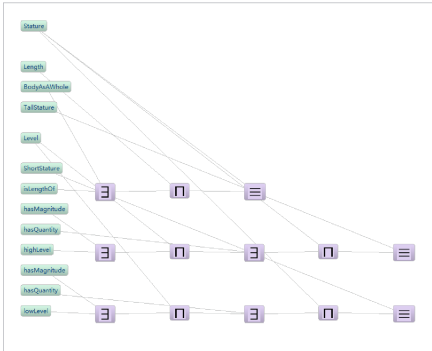 Stature
Length
BodyAsAWhole
TallStature
Level
ShortStature
isLengthOf
∃
⊓
≡
hasMagnitude
hasQuantity
highLevel
∃
⊓
∃
⊓
≡
hasMagnitude
hasQuantity
lowLevel
∃
⊓
∃
⊓
≡